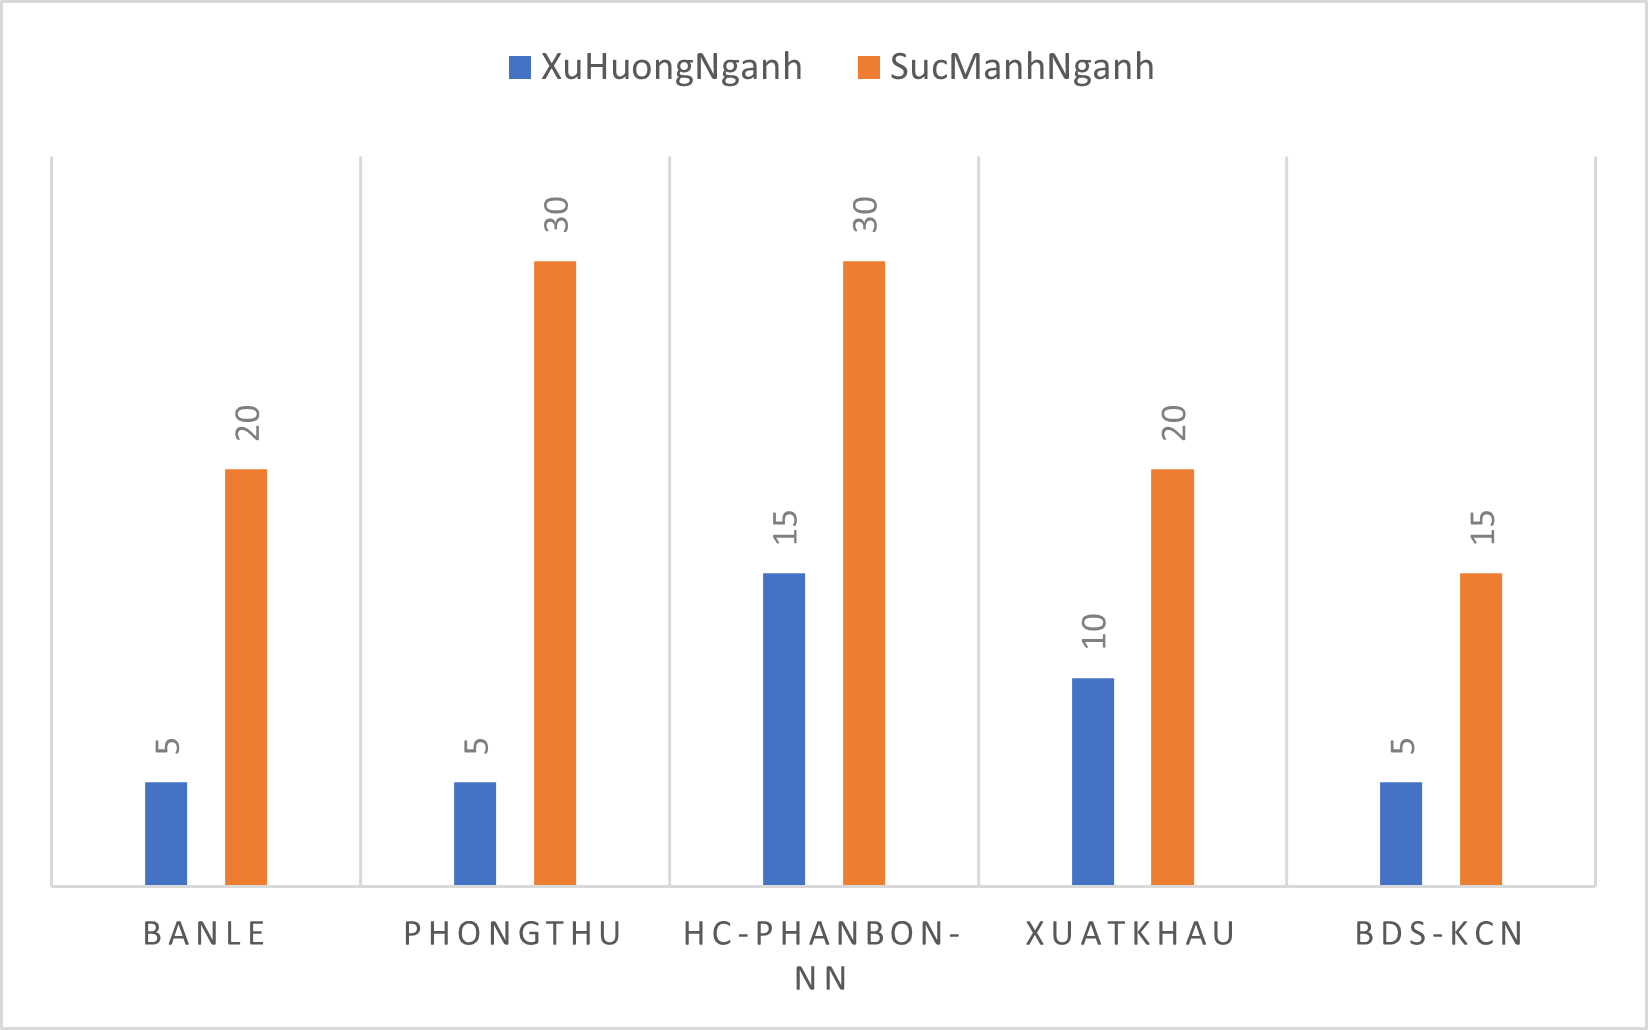 XuHuongNganh SucManhNganh
30 30
20 20
15 15
10
5 5 5
BANLE PHONGTHU HC-PHANBON- XUATKHAU BDS-KCN
NN